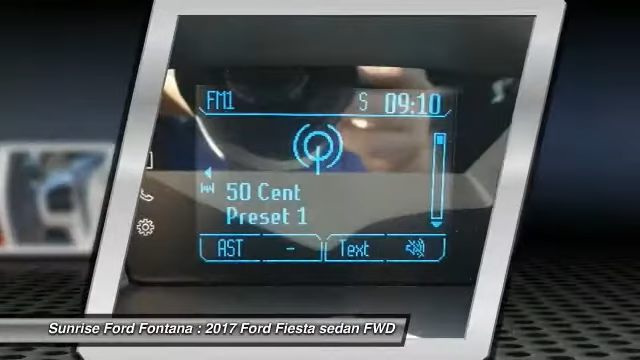 FM1 S 09:10
50 Cent
Preset 1
AST - Text
Sunrise Ford Fontana : 2017 Ford Fiesta sedan FWD